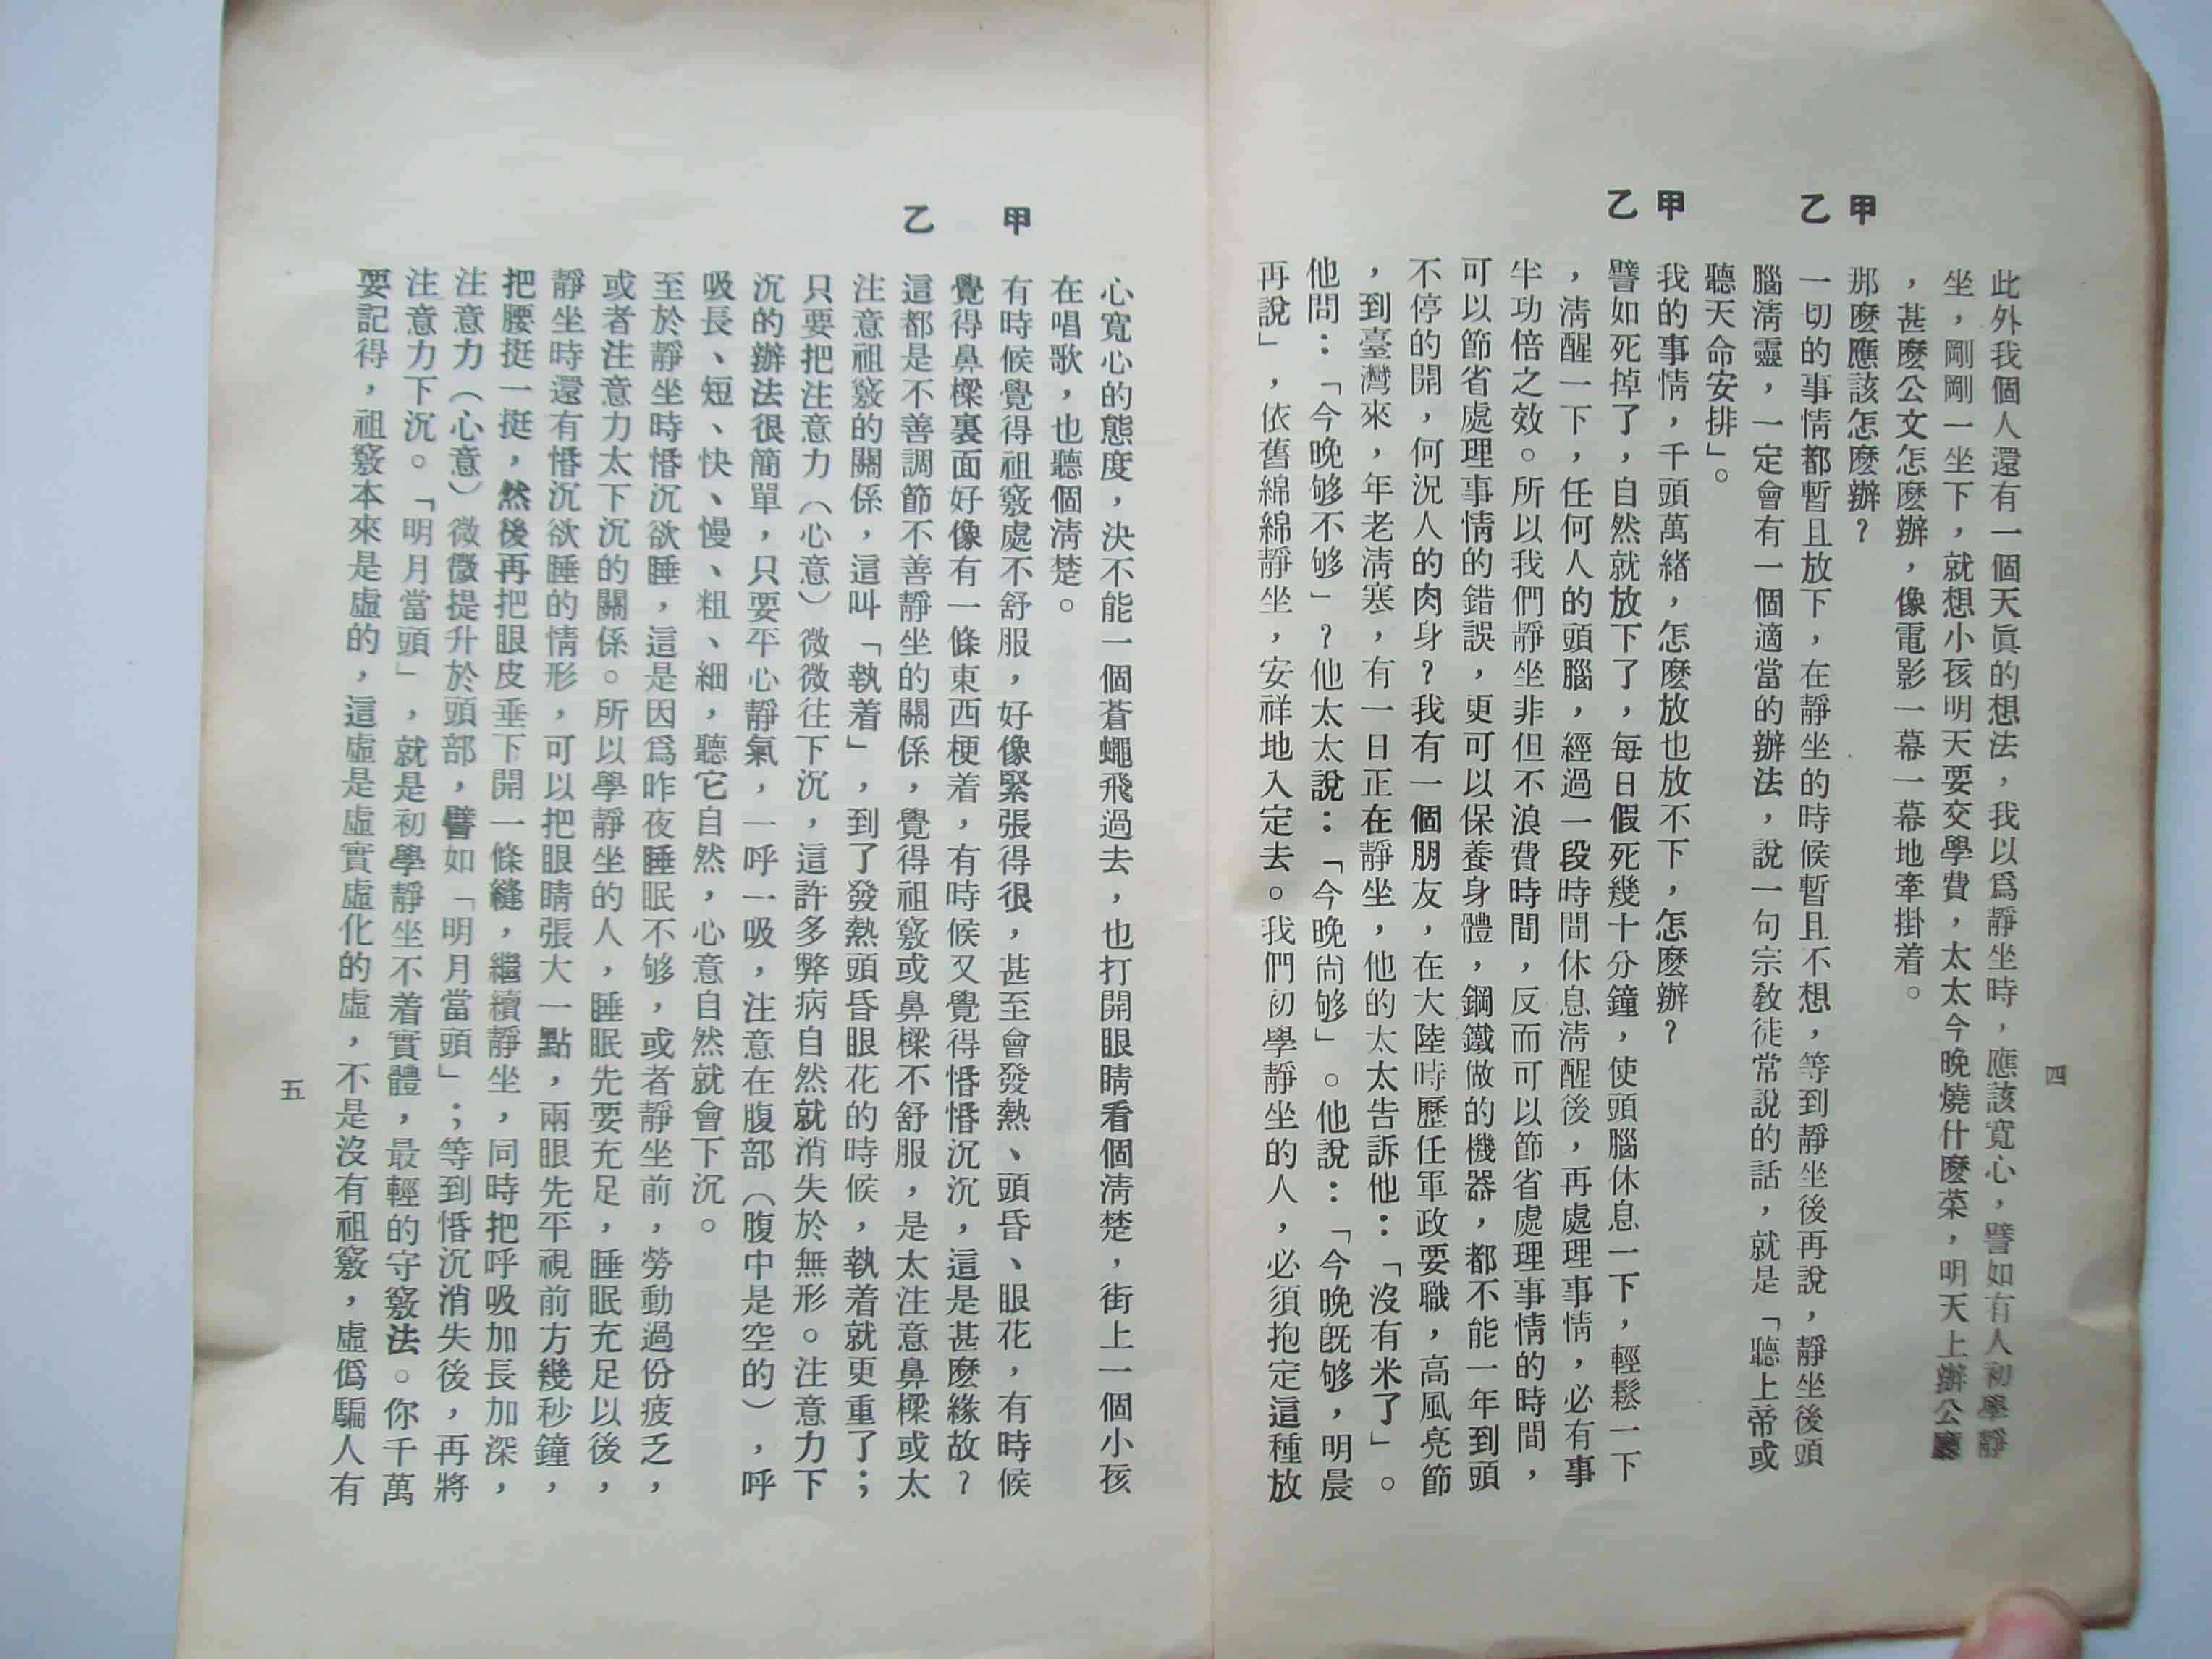 四
此外我個人還有一個天眞的想法，我以爲靜坐時，應該寬心，譬如有人初學靜
坐，剛剛一坐下，就想小孩明天要交學費，太太今晚燒什麽菜，明天上辦公廳
，甚麽公文怎麽辦，像電影一幕一幕地牽掛着。
甲　那麽應該怎麽辦？
乙　一切的事情都暫且放下，在靜坐的時候暫且不想，等到靜坐後再說，靜坐後頭
腦淸靈，一定會有一個適當的辦法，說一句宗敎徒常說的話，就是「聽上帝或
聽天命安排」。
甲　我的事情，千頭萬緒，怎麽放也放不下，怎麽辦？
乙　譬如死掉了，自然就放下了，每日假死幾十分鐘，使頭腦休息一下，輕鬆一下
，淸醒一下，任何人的頭腦，經過一段時間休息淸醒後，再處理事情，必有事
半功倍之效。所以我們靜坐非但不浪費時間，反而可以節省處理事情的時間，
可以節省處理事情的錯誤，更可以保養身體，鋼鐵做的機器，都不能一年到頭
不停的開，何況人的肉身？我有一個朋友，在大陸時歷任軍政要職，高風亮節
，到臺灣來，年老淸寒，有一日正在靜坐，他的太太告訴他：「沒有米了」。
他問：「今晚够不够」？他太太說：「今晚尙够」。他說：「今晚旣够，明晨
再說」，依舊綿綿靜坐，安祥地入定去。我們初學靜坐的人，必須抱定這種放
心寬心的態度，決不能一個蒼蠅飛過去，也打開眼睛看個淸楚，街上一個小孩
在唱歌，也聽個淸楚。
甲　有時候覺得祖竅處不舒服，好像緊張得很，甚至會發熱、頭昏、眼花，有時候
覺得鼻樑裏面好像有一條東西梗着，有時候又覺得惛惛沉沉，這是甚麽緣故？
乙　這都是不善調節不善靜坐的關係，覺得祖竅或鼻樑不舒服，是太注意鼻樑或太
注意祖竅的關係，這叫「執着」，到了發熱頭昏眼花的時候，執着就更重了；
只要把注意力（心意）微微往下沉，這許多弊病自然就消失於無形。注意力下
沉的辦法很簡單，只要平心靜氣，一呼一吸，注意在腹部（腹中是空的），呼
吸長、短、快、慢、粗、細，聽它自然，心意自然就會下沉。
至於靜坐時惛沉欲睡，這是因爲昨夜睡眠不够，或者靜坐前，勞動過份疲乏，
或者注意力太下沉的關係。所以學靜坐的人，睡眠先要充足，睡眠充足以後，
靜坐時還有惛沉欲睡的情形，可以把眼睛張大一點，兩眼先平視前方幾秒鐘，
把腰挺一挺，然後再把眼皮垂下開一條縫，繼續靜坐，同時把呼吸加長加深，
注意力（心意）微微提升於頭部，譬如「明月當頭」；等到惛沉消失後，再將
注意力下沉。「明月當頭」，就是初學靜坐不着實體，最輕的守竅法。你千萬
要記得，祖竅本來是虛的，這虛是虛實虛化的虛，不是沒有祖竅，虛僞騙人有
五